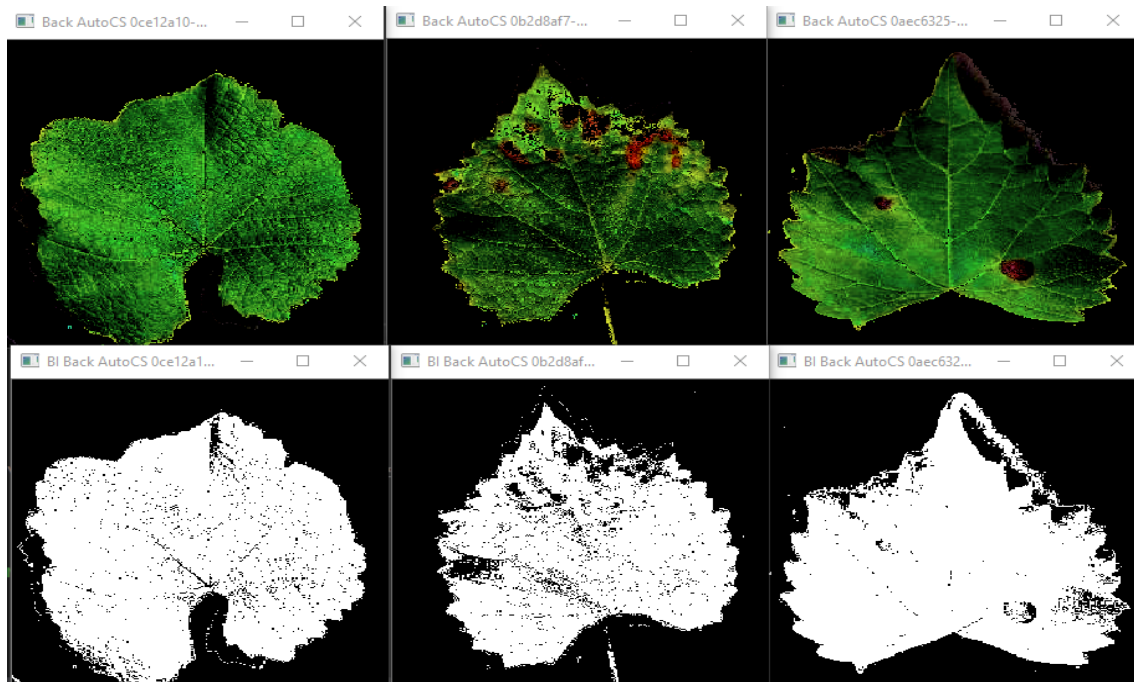 Back AutoCS 0ce12a10-...
Back AutoCS 0b2d8af7-...
Back AutoCS 0aec6325-...
BI Back AutoCS 0ce12a1...
BI Back AutoCS 0b2d8af...
BI Back AutoCS 0aec632...